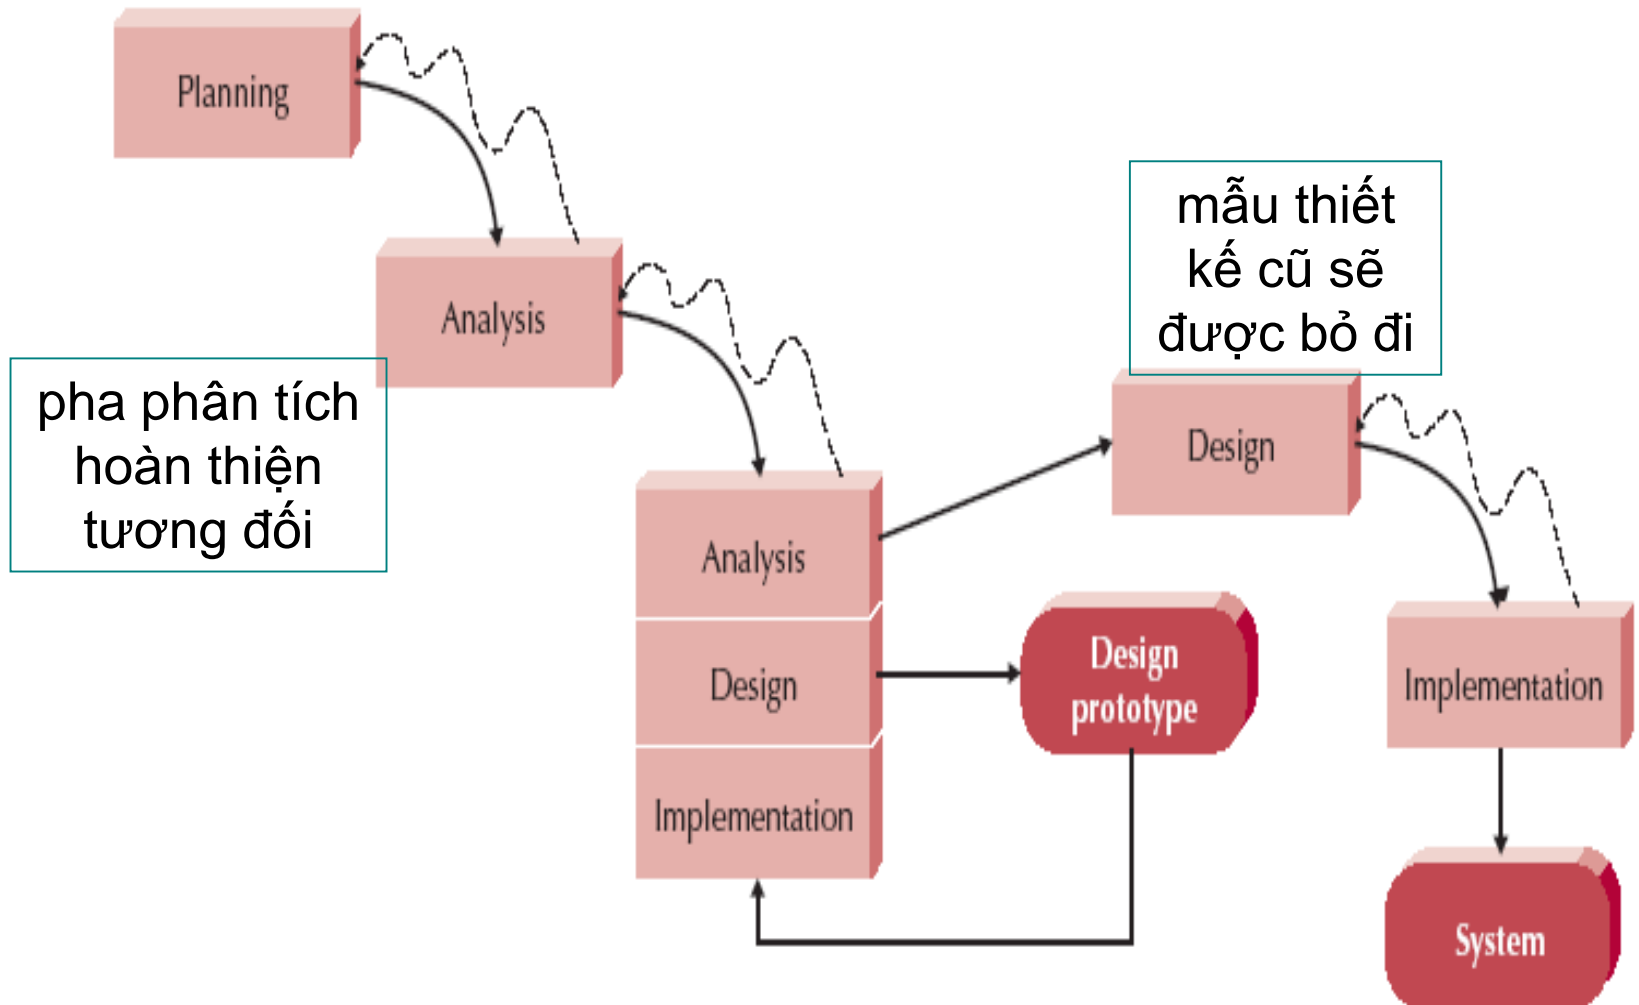 Planning
Analysis
pha phân tích
hoàn thiện
tương đối
mẫu thiết
kế cũ sẽ
được bỏ đi
Design
Analysis
Design
Implementation
Design
prototype
Implementation
System